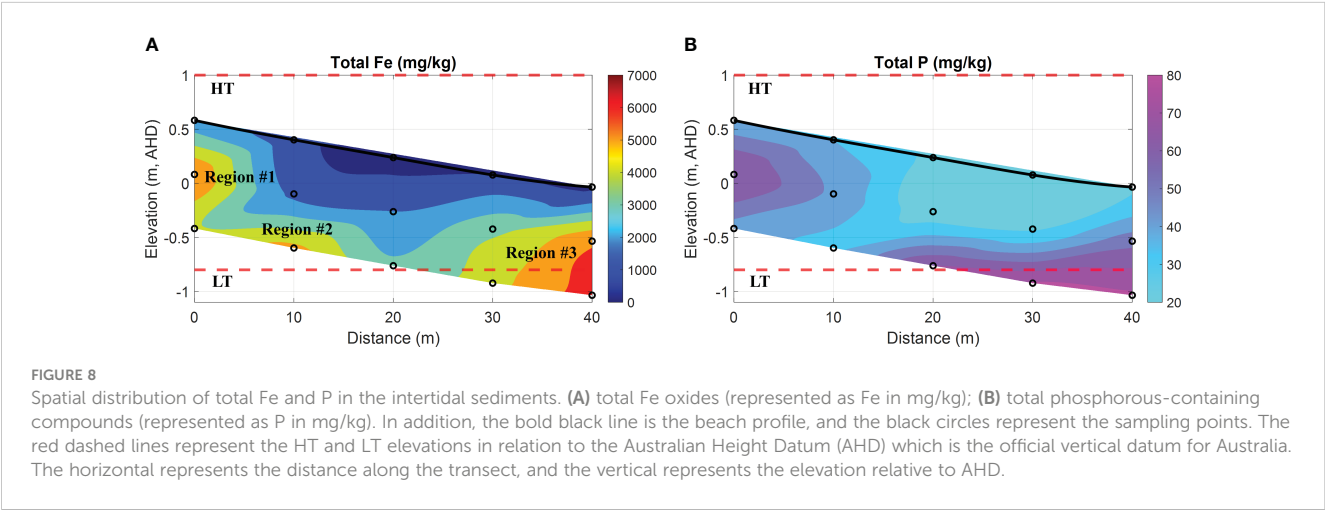 A
Total Fe (mg/kg)
1
0.5
0
-0.5
-1
Elevation (m, AHD)
HT
Region #1
Region #2
Region #3
LT
0 10 20 30 40
Distance (m)
7000
6000
5000
4000
3000
2000
1000
0
B
Total P (mg/kg)
1
0.5
0
-0.5
-1
Elevation (m, AHD)
HT
LT
0 10 20 30 40
Distance (m)
80
70
60
50
40
30
20
FIGURE 8
Spatial distribution of total Fe and P in the intertidal sediments. (A) total Fe oxides (represented as Fe in mg/kg); (B) total phosphorous-containing
compounds (represented as P in mg/kg). In addition, the bold black line is the beach profile, and the black circles represent the sampling points. The
red dashed lines represent the HT and LT elevations in relation to the Australian Height Datum (AHD) which is the official vertical datum for Australia.
The horizontal represents the distance along the transect, and the vertical represents the elevation relative to AHD.